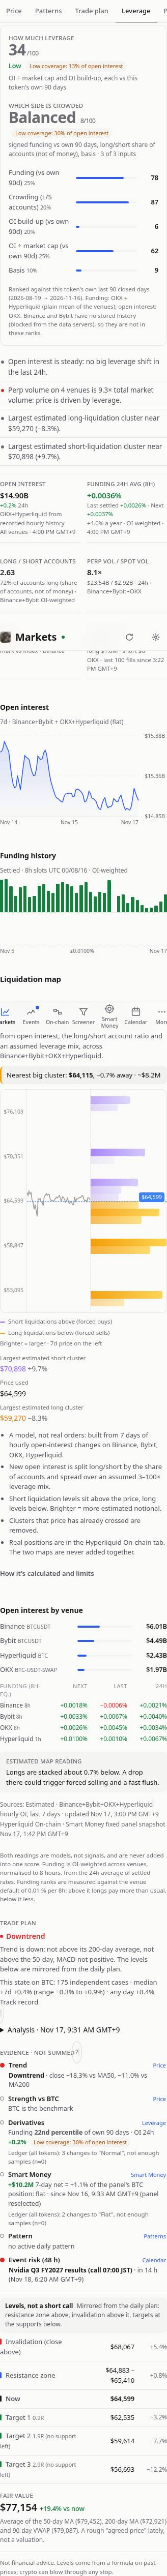 Price
Patterns
Trade plan
Leverage
HOW MUCH LEVERAGE
34/100
Low
Low coverage: 13% of open interest
OI ÷ market cap and OI build-up, each vs this
token's own 90 days
WHICH SIDE IS CROWDED
Balanced 8/100
Low coverage: 30% of open interest
signed funding vs own 90 days, long/short share of
accounts (not of money), basis · 3 of 3 inputs
Funding (vs own
90d) 25%
78
Crowding (L/S
accounts) 20%
87
OI build-up (vs own
90d) 20%
6
OI ÷ market cap (vs
own 90d) 25%
62
Basis 10%
9
Ranked against this token's own last 90 closed days
(2026-08-19 → 2026-11-16). Funding: OKX +
Hyperliquid (plain mean of the venues), open interest:
OKX. Binance and Bybit have no stored history
(blocked from the data servers), so they are not in
these ranks.
Open interest is steady: no big leverage shift in
the last 24h.
Perp volume on 4 venues is 9.3× total market
volume: price is driven by leverage.
Largest estimated long-liquidation cluster near
$59,270 (−8.3%).
Largest estimated short-liquidation cluster near
$70,898 (+9.7%).
OPEN INTEREST
$14.90B
+0.2% 24h
OKX+Hyperliquid from
recorded hourly history
All venues · 4:00 PM GMT+9
FUNDING 24H AVG (8H)
+0.0036%
Last settled +0.0026% · Next
+0.0037%
+4.0% a year · OI-weighted ·
4:00 PM GMT+9
LONG / SHORT ACCOUNTS
2.63
72% of accounts long (share
of accounts, not of money) ·
Binance+Bybit OI-weighted
PERP VOL / SPOT VOL
8.1×
$23.54B / $2.92B · 24h ·
Binance+Bybit+OKX
Markets
OKX · last 100 fills since 3:22
PM GMT+9
Open interest
7d · Binance+Bybit + OKX+Hyperliquid (flat)
$15.88B
$15.36B
$14.85B
Nov 14
Nov 15
Nov 17
Funding history
Settled · 8h slots UTC 00/08/16 · OI-weighted
Nov 5
±0.0100%
Nov 17
Liquidation map
arkets
Events
On-chain
Screener
Smart
Money
Calendar
More
from open interest, the long/short account ratio and
an assumed leverage mix, across
Binance+Bybit+OKX+Hyperliquid.
Nearest big cluster: $64,115, −0.7% away · ~$8.2M
$76,103
$70,351
$64,599
$64,599
$58,847
$53,095
Short liquidations above (forced buys)
Long liquidations below (forced sells)
Brighter = larger · 7d price on the left
Largest estimated short cluster
$70,898 +9.7%
Price used
$64,599
Largest estimated long cluster
$59,270 −8.3%
A model, not real orders: built from 7 days of
hourly open-interest changes on Binance, Bybit,
OKX, Hyperliquid.
New open interest is split long/short by the share
of accounts and spread over an assumed 3–100×
leverage mix.
Short liquidation levels sit above the price, long
levels below. Brighter = more estimated notional.
Clusters that price has already crossed are
removed.
Real positions are in the Hyperliquid On-chain tab.
The two maps are never added together.
How it's calculated and limits
Open interest by venue
Binance BTCUSDT
$6.01B
Bybit BTCUSDT
$4.49B
Hyperliquid BTC
$2.43B
OKX BTC-USDT-SWAP
$1.97B
FUNDING (8H-
EQ.)
NEXT
LAST
24H
Binance 8h
+0.0018%
−0.0006%
+0.0021%
Bybit 8h
+0.0033%
+0.0067%
+0.0040%
OKX 8h
+0.0026%
+0.0045%
+0.0034%
Hyperliquid 1h
+0.0100%
+0.0010%
+0.0067%
ESTIMATED MAP READING
Longs are stacked about 0.7% below. A drop
there could trigger forced selling and a fast flush.
Sources: Estimated · Binance+Bybit+OKX+Hyperliquid
hourly OI, last 7 days · updated Nov 17, 3:00 PM GMT+9
Hyperliquid On-chain · Smart Money fixed panel snapshot
Nov 17, 1:42 PM GMT+9
Both readings are models, not signals, and are never added
into one score. Funding is OI-weighted across venues,
normalized to 8 hours, from the 24h average of settled
rates. Funding ranks are measured against the venue
default of 0.01 % per 8h: above it longs pay more than usual,
below it less.
TRADE PLAN
Downtrend
Trend is down: not above its 200-day average, not
above the 50-day, MACD not positive. The levels
below are mirrored from the daily plan.
This state on BTC: 175 independent cases · median
+7d +0.4% (range −0.3% to +0.9%) · any day +0.4%
Track record
Analysis · Nov 17, 9:31 AM GMT+9
EVIDENCE · NOT SUMMED
Trend
Price
Downtrend · close −18.3% vs MA50, −11.0% vs
MA200
Strength vs BTC
Price
BTC is the benchmark
Derivatives
Leverage
Funding 22nd percentile of own 90 days · OI 24h
+0.2%
Low coverage: 30% of open interest
Ledger (all tokens): 3 changes to "Normal", not enough
samples (n=0)
Smart Money
Smart Money
+$10.2M 7-day net = +1.1% of the panel's BTC
position: flat · since Nov 16, 9:33 AM GMT+9 (panel
reselected)
Ledger (all tokens): 2 changes to "Flat", not enough
samples (n=0)
Pattern
Patterns
no active daily pattern
Event risk (48 h)
Calendar
Nvidia Q3 FY2027 results (call 07:00 JST) · in 14 h
(Nov 18, 6:20 AM GMT+9)
Levels, not a short call Mirrored from the daily plan:
resistance zone above, invalidation above it, targets at
the supports below.
Invalidation (close
above)
$68,067
+5.4%
Resistance zone
$64,883 –
$65,410
+0.8%
Now
$64,599
Target 1 0.9R
$62,535
−3.2%
Target 2 1.9R (no support
left)
$59,614
−7.7%
Target 3 2.9R (no support
left)
$56,693
−12.2%
FAIR VALUE
$77,154 +19.4% vs now
Average of the 50-day MA ($79,452), 200-day MA ($72,921)
and 90-day VWAP ($79,087). A rough "agreed price" level,
not a valuation.
Not financial advice. Levels come from a formula on past
prices; crypto can blow through any stop.